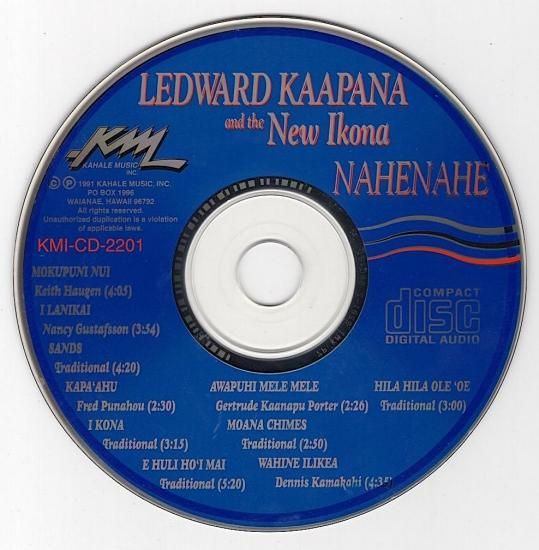 LEDWARD KAAPANA
and the New Ikona
NAHENAHE
KM
KAHALE MUSIC
INC.
© ℗ 1991 KAHALE MUSIC, INC.
PO BOX 1996
WAIANAE, HAWAII 96792
All rights reserved.
Unauthorized duplication is a violation
of applicable laws.
KMI-CD-2201
COMPACT
disc
DIGITAL AUDIO
MOKUPUNI NUI
Keith Haugen (4:05)
I LANIKAI
Nancy Gustafsson (3:54)
SANDS
Traditional (4:20)
KAPA'AHU
Fred Punahou (2:30)
I KONA
Traditional (3:15)
E HULI HO'I MAI
Traditional (5:20)
AWAPUHI MELE MELE
Gertrude Kaanapu Porter (2:26)
MOANA CHIMES
Traditional (2:50)
WAHINE ILIKEA
Dennis Kamakahi (4:35)
HILA HILA OLE 'OE
Traditional (3:00)